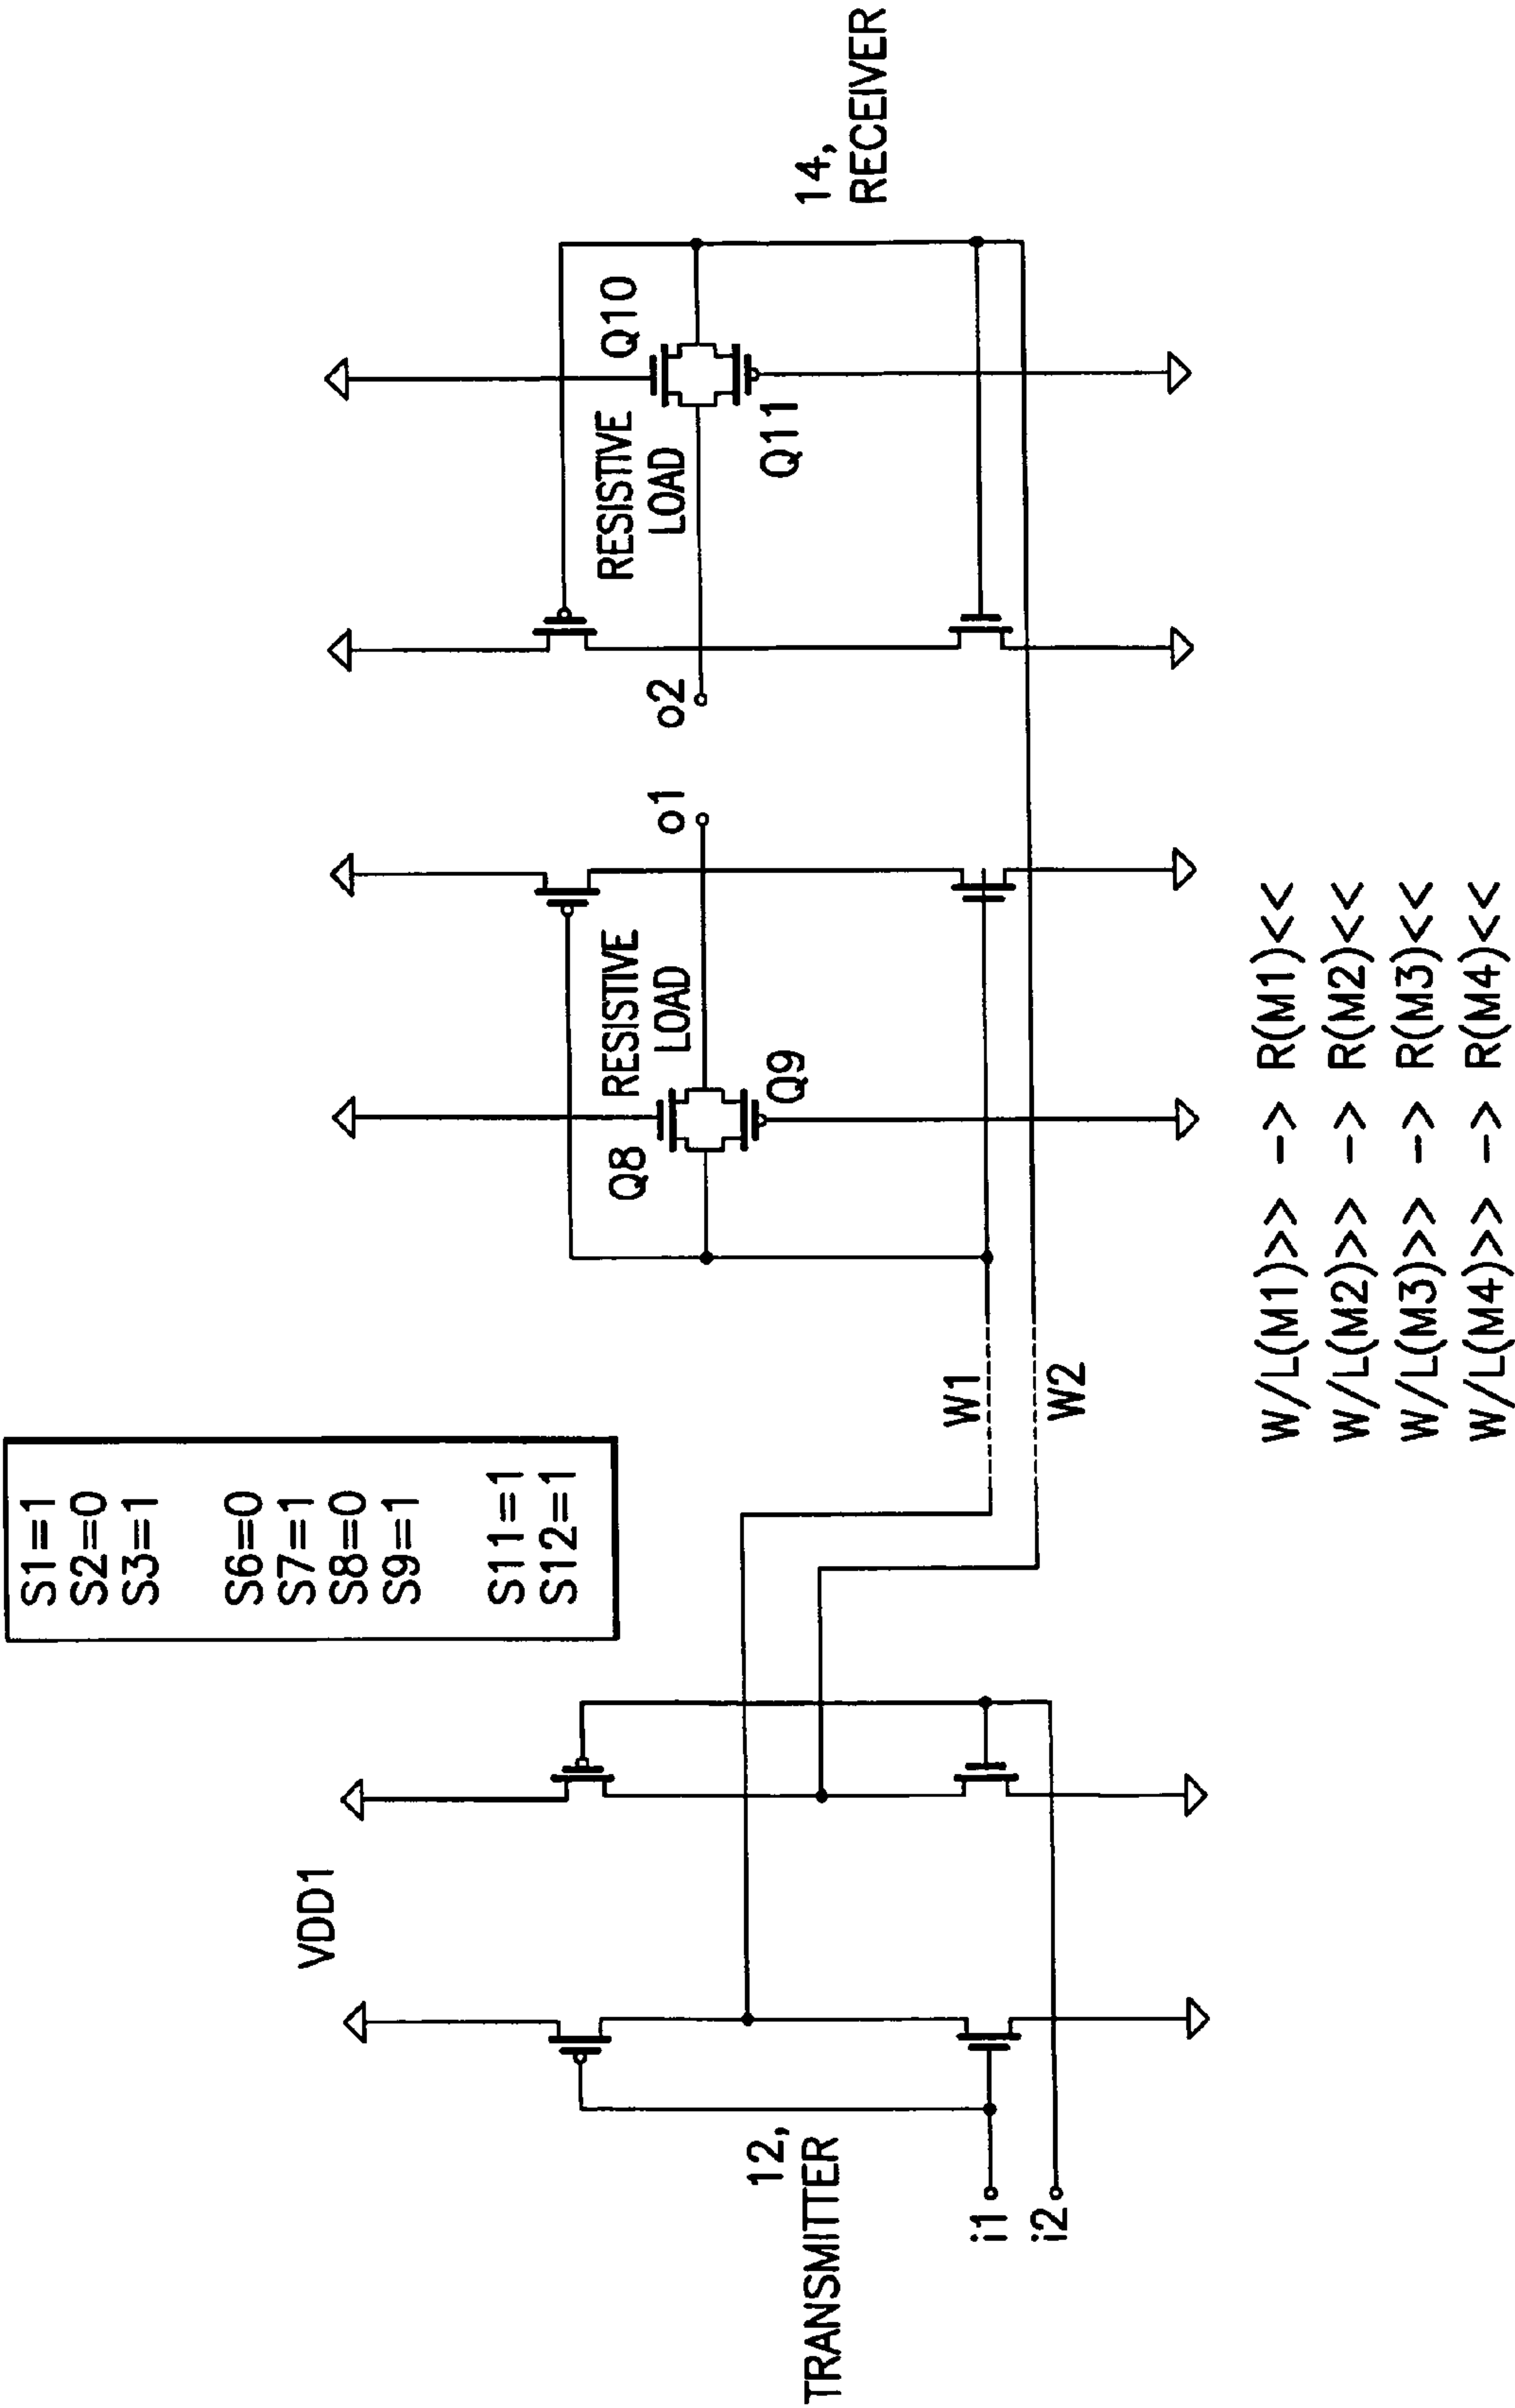 S1=1
S2=0
S3=1
S6=0
S7=1
S8=0
S9=1
S11=1
S12=1
VDD1
12,
TRANSMITTER
i1
i2
W1
W2
Q8
RESISTIVE
LOAD
Q9
o1
o2
RESISTIVE
LOAD
Q10
Q11
14,
RECEIVER
W/L(M1)>> -> R(M1)<<
W/L(M2)>> -> R(M2)<<
W/L(M3)>> -> R(M3)<<
W/L(M4)>> -> R(M4)<<